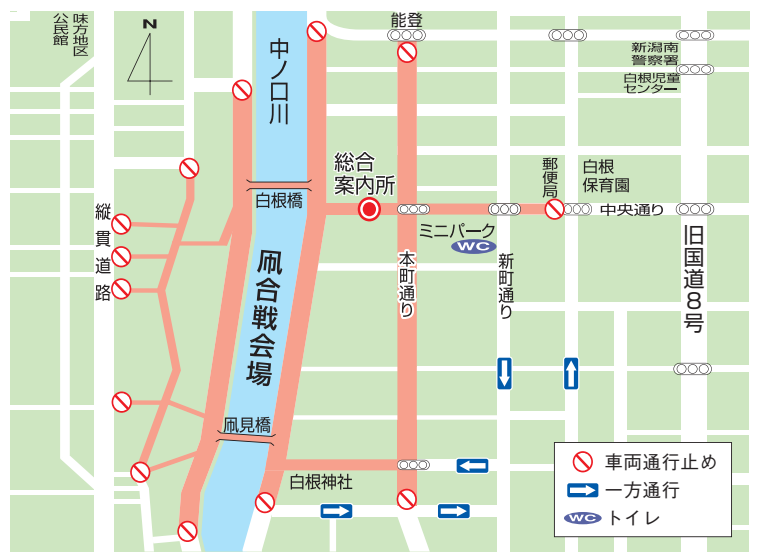 味方地区
公民館
N
中ノ口川
能登
新潟南
警察署
白根児童
センター
総合
案内所
郵便局
白根
保育園
白根橋
中央通り
縦貫道路
ミニパーク
WC
凧合戦会場
本町通り
新町通り
旧国道8号
凧見橋
白根神社
車両通行止め
一方通行
WC
トイレ